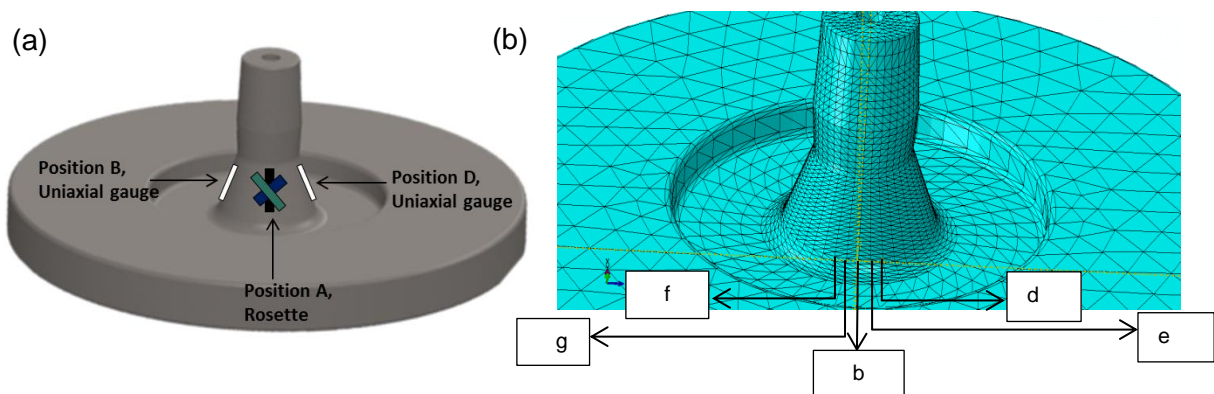 (a)
Position B,
Uniaxial gauge
Position D,
Uniaxial gauge
Position A,
Rosette
(b)
f
d
g
e
b